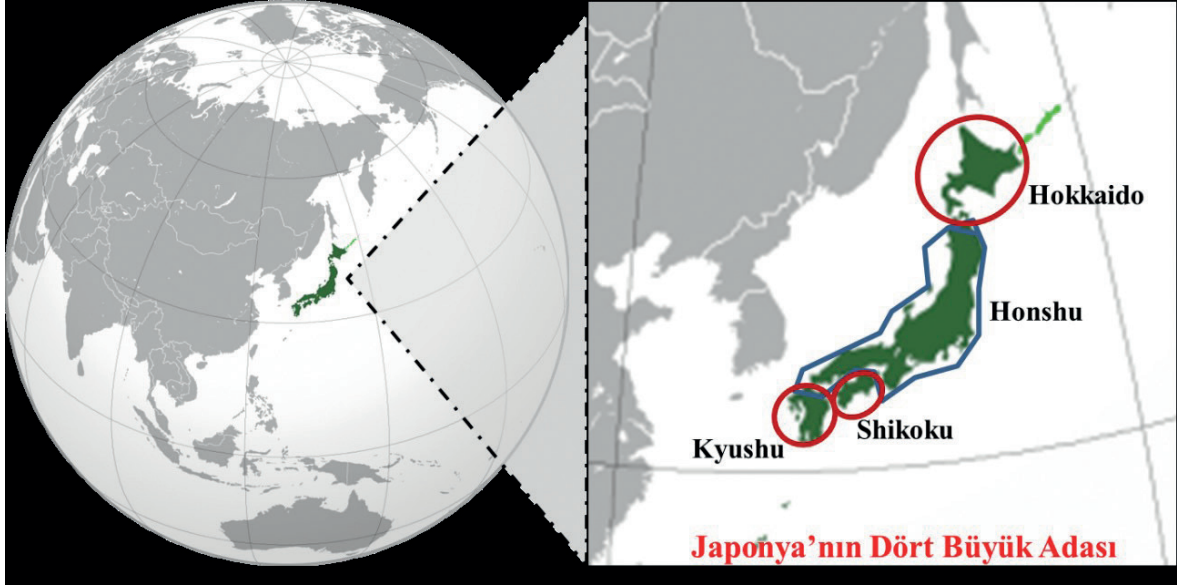 Hokkaido
Honshu
Shikoku
Kyushu
Japonya’nın Dört Büyük Adası